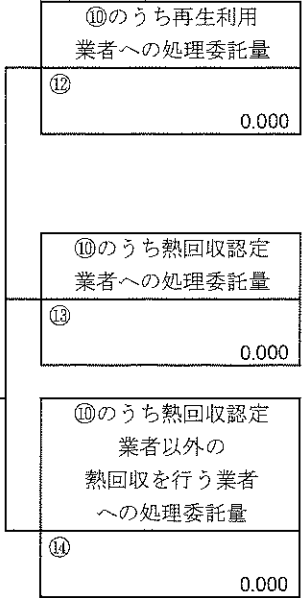 ⑩のうち再生利用
業者への処理委託量
⑫
0.000
⑩のうち熱回収認定
業者への処理委託量
⑬
0.000
⑩のうち熱回収認定
業者以外の
熱回収を行う業者
への処理委託量
⑭
0.000